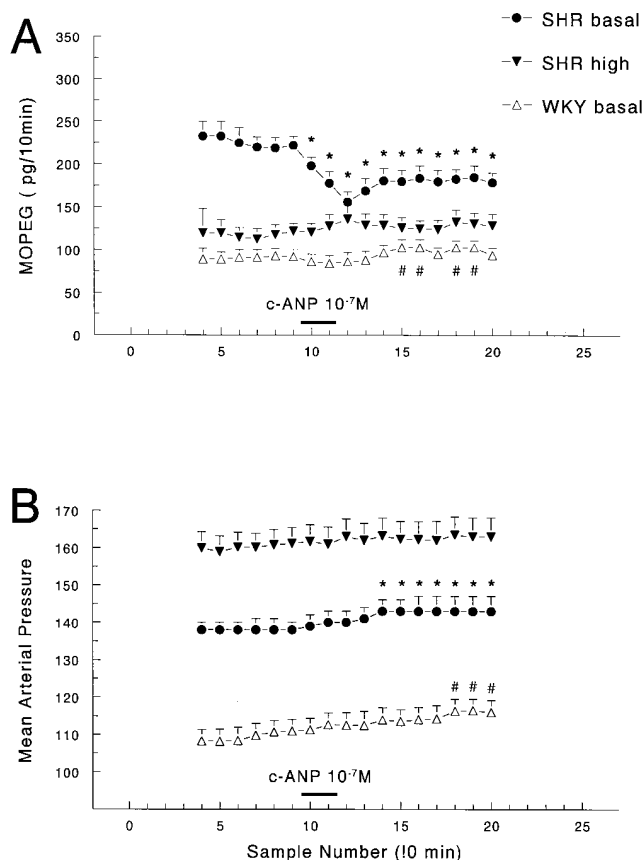 A
SHR basal
SHR high
WKY basal
MOPEG ( pg/10min)
350
300
250
200
150
100
75
50
25
0
* * * * * * * * * * *
# # # #
c-ANP 10⁻⁷M
0 5 10 15 20 25
B
Mean Arterial Pressure
170
160
150
140
130
120
110
100
* * * * * * *
# # #
c-ANP 10⁻⁷M
0 5 10 15 20 25
Sample Number (!0 min)